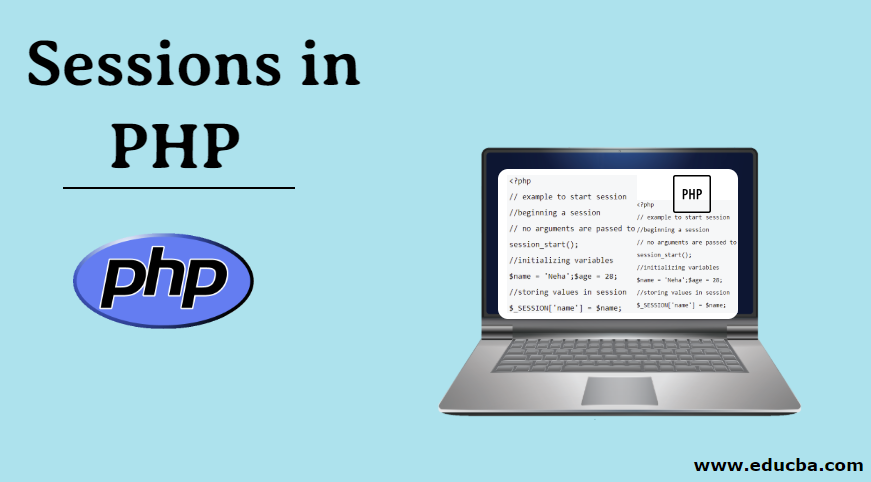 Sessions in
PHP
php
<?php
// example to start session
//beginning a session
// no arguments are passed to
session_start();
//initializing variables
$name = 'Neha';$age = 28;
//storing values in session
$_SESSION['name'] = $name;
PHP
<?php
// example to start session
//beginning a session
// no arguments are passed to
session_start();
//initializing variables
$name = 'Neha';$age = 28;
//storing values in session
$_SESSION['name'] = $name;
www.educba.com